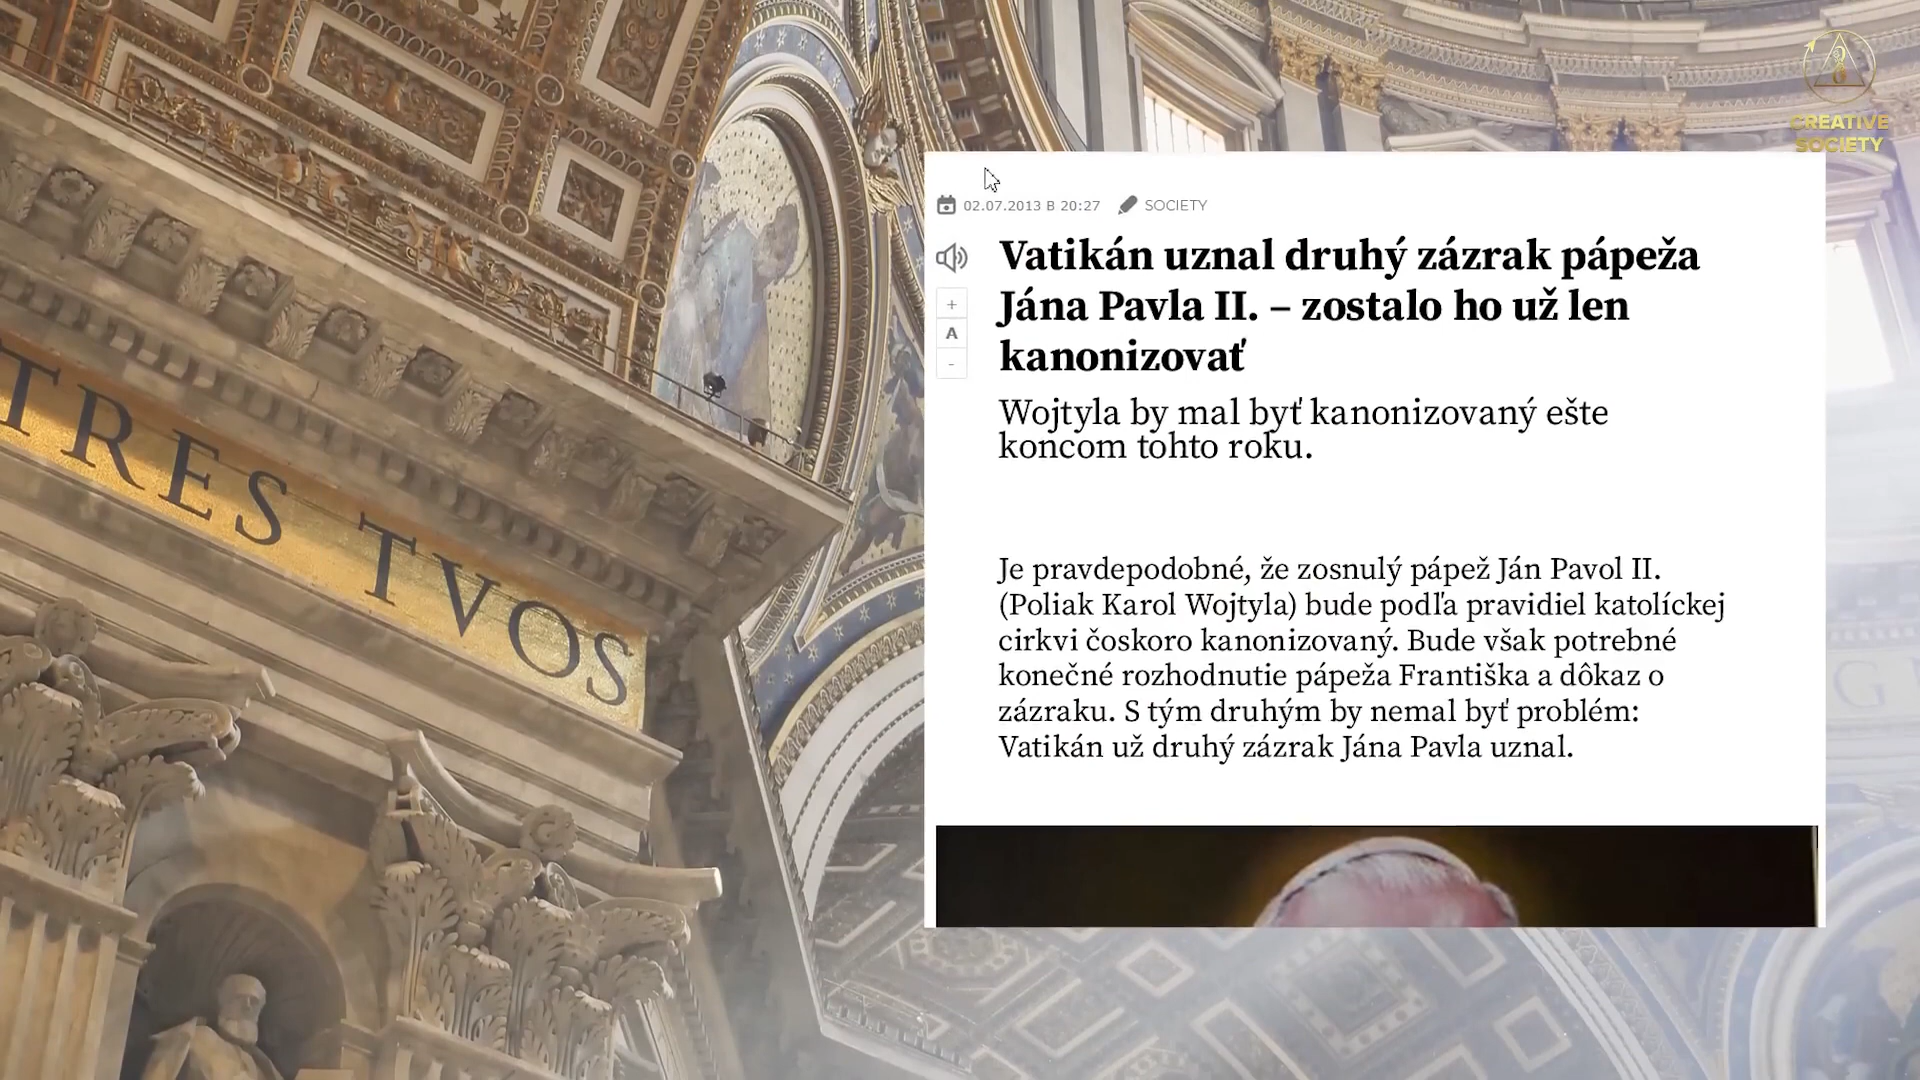 CREATIVE
SOCIETY
02.07.2013 В 20:27 SOCIETY
Vatikán uznal druhý zázrak pápeža
Jána Pavla II. – zostalo ho už len
kanonizovať
+
A
-
Wojtyla by mal byť kanonizovaný ešte
koncom tohto roku.
Je pravdepodobné, že zosnulý pápež Ján Pavol II.
(Poliak Karol Wojtyla) bude podľa pravidiel katolíckej
cirkvi čoskoro kanonizovaný. Bude však potrebné
konečné rozhodnutie pápeža Františka a dôkaz o
zázraku. S tým druhým by nemal byť problém:
Vatikán už druhý zázrak Jána Pavla uznal.
TRES TVOS